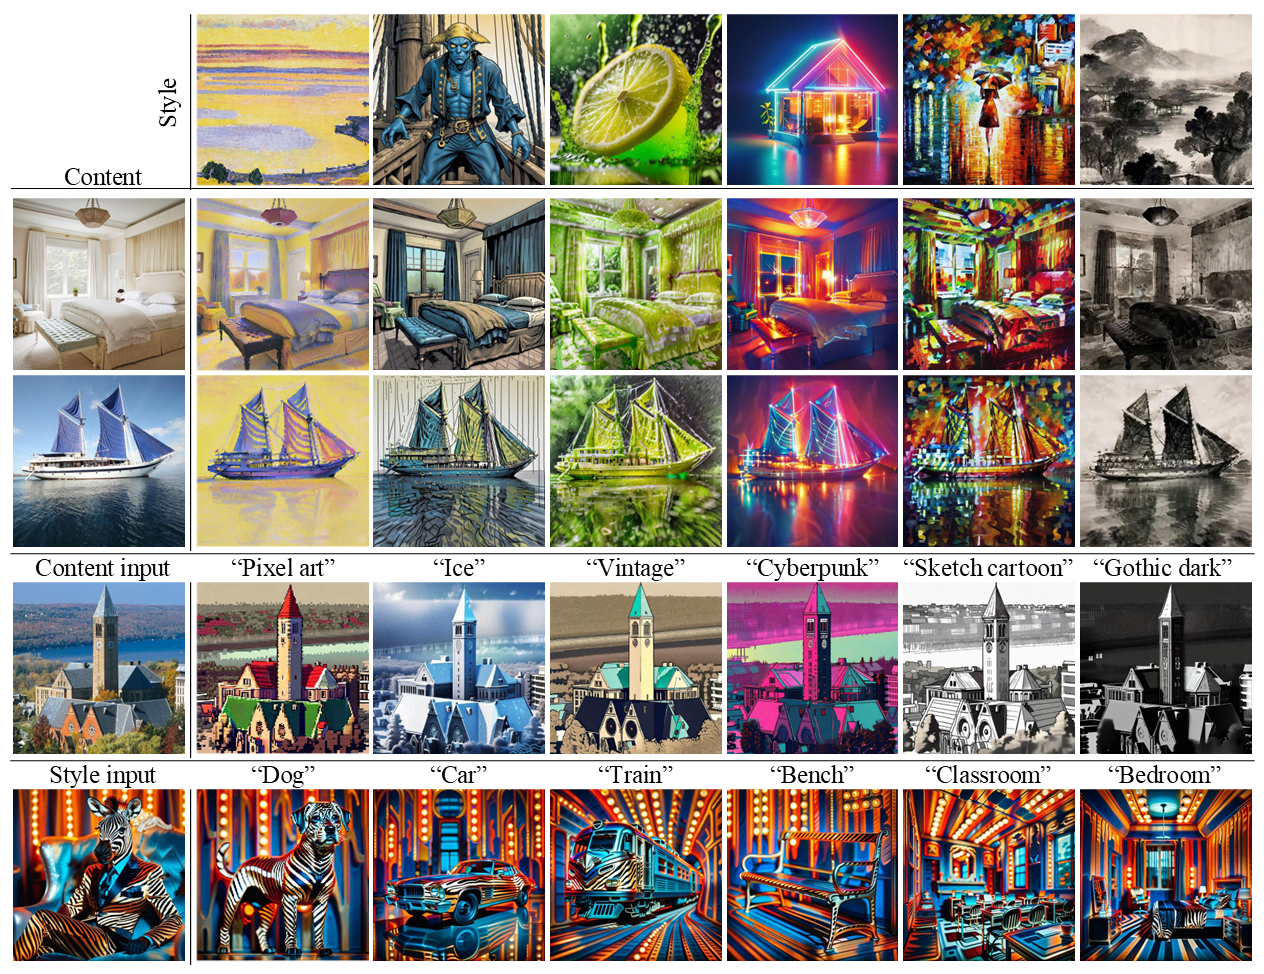 Style
Content
Content input
“Pixel art”
“Ice”
“Vintage”
“Cyberpunk”
“Sketch cartoon”
“Gothic dark”
Style input
“Dog”
“Car”
“Train”
“Bench”
“Classroom”
“Bedroom”